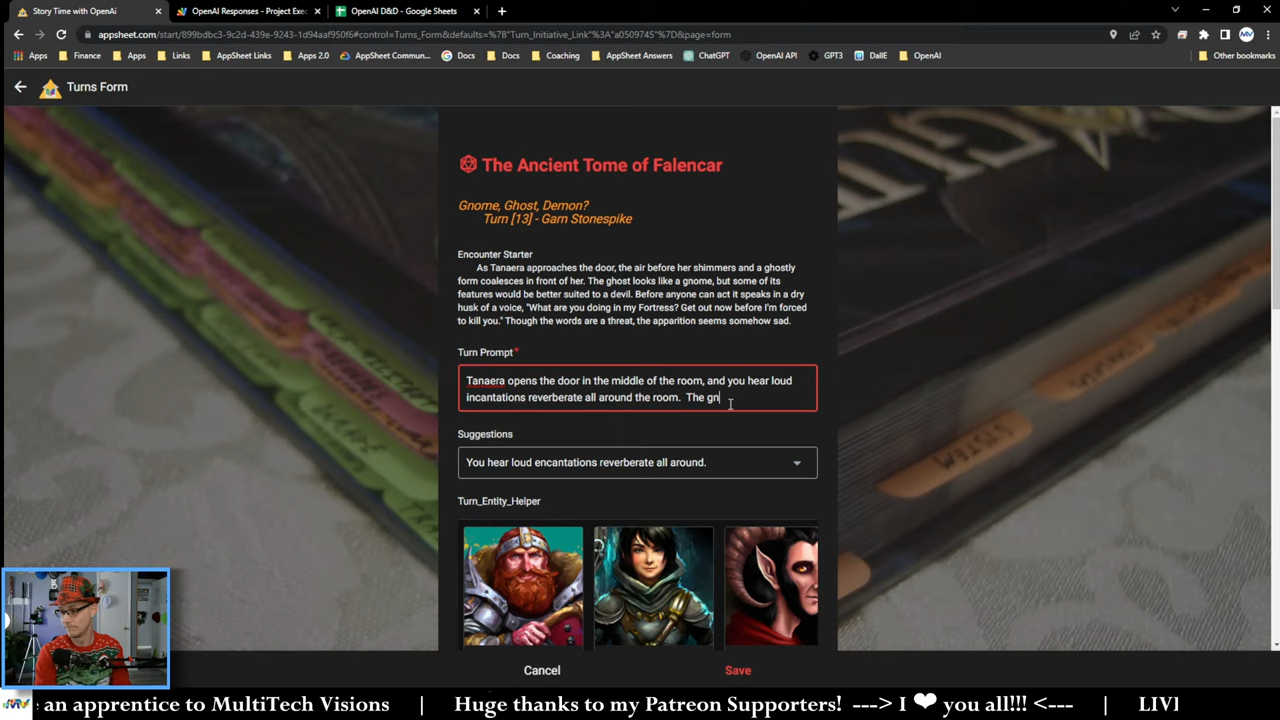 Story Time with OpenAi
OpenAI Responses - Project Exec
OpenAI D&D - Google Sheets
appsheet.com/start/899bdbc3-9c2d-439e-9243-1d94aaf950f6#control=Turns_Form&defaults=%7B"Turn_Initiative_Link"%3A"a0509745"%7D&page=form
Apps
Finance
Apps
Links
AppSheet Links
Apps 2.0
AppSheet Commun...
Docs
Docs
Coaching
AppSheet Answers
ChatGPT
OpenAI API
GPT3
DallE
OpenAI
Other bookmarks
Turns Form
The Ancient Tome of Falencar
Gnome, Ghost, Demon?
Turn [13] - Garn Stonespike
Encounter Starter
As Tanaera approaches the door, the air before her shimmers and a ghostly
form coalesces in front of her. The ghost looks like a gnome, but some of its
features would be better suited to a devil. Before anyone can act it speaks in a dry
husk of a voice, "What are you doing in my Fortress? Get out now before I'm forced
to kill you." Though the words are a threat, the apparition seems somehow sad.
Turn Prompt*
Tanaera opens the door in the middle of the room, and you hear loud
incantations reverberate all around the room.  The gn
Suggestions
You hear loud encantations reverberate all around.
Turn_Entity_Helper
Cancel
Save
e an apprentice to MultiTech Visions | Huge thanks to my Patreon Supporters! ---> I ❤ you all!!! <--- | LIVI